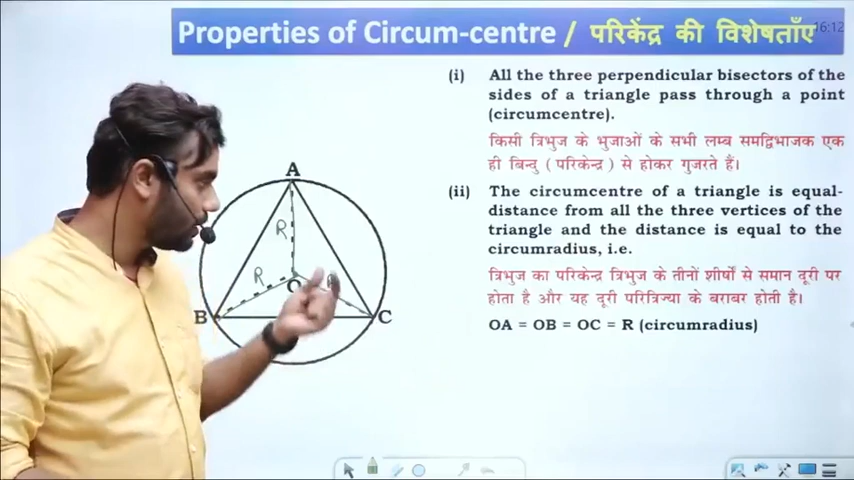 Properties of Circum-centre / परिकेंद्र की विशेषताएँ
16:12
(i) All the three perpendicular bisectors of the
sides of a triangle pass through a point
(circumcentre).
किसी त्रिभुज के भुजाओं के सभी लम्ब समद्विभाजक एक
ही बिन्दु ( परिकेन्द्र ) से होकर गुजरते हैं।
(ii) The circumcentre of a triangle is equal-
distance from all the three vertices of the
triangle and the distance is equal to the
circumradius, i.e.
त्रिभुज का परिकेन्द्र त्रिभुज के तीनों शीर्षों से समान दूरी पर
होता है और यह दूरी परित्रिज्या के बराबर होती है।
OA = OB = OC = R (circumradius)
A
R
R
O
B
C